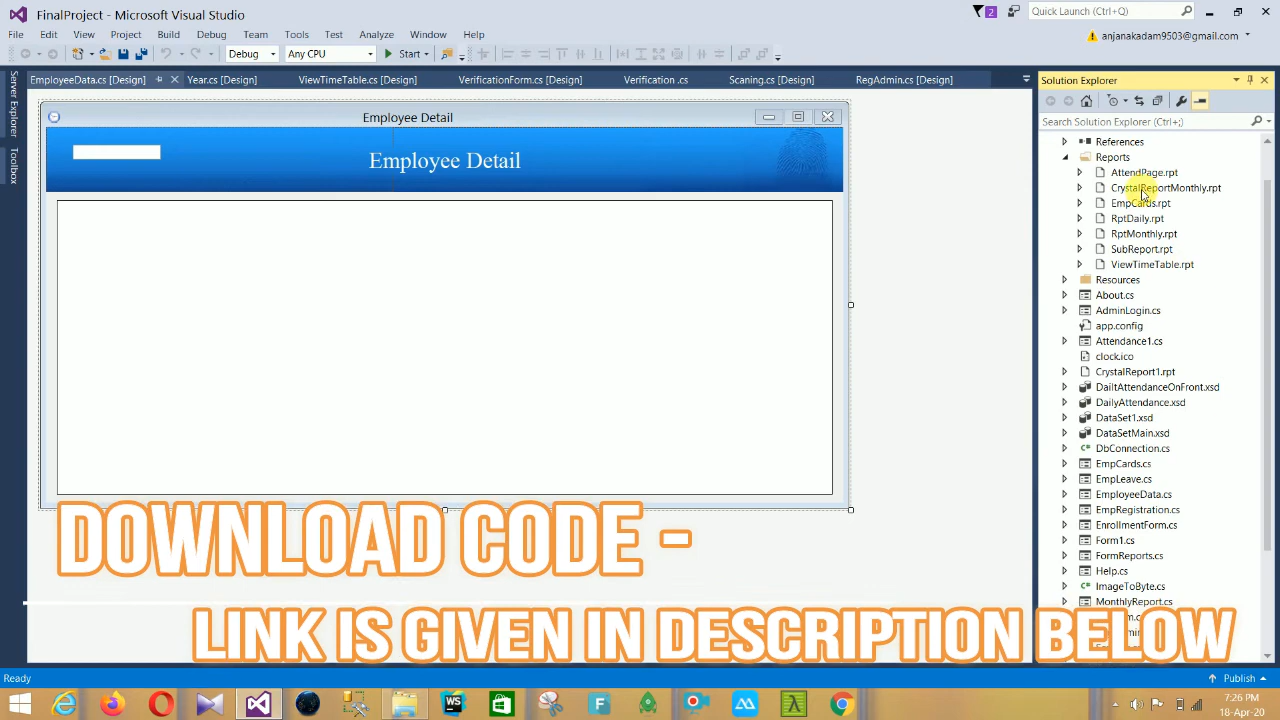 FinalProject - Microsoft Visual Studio
2
Quick Launch (Ctrl+Q)
File Edit View Project Build Debug Team Tools Test Analyze Window Help
anjanakadam9503@gmail.com
Debug Any CPU Start
EmployeeData.cs [Design] Year.cs [Design] ViewTimeTable.cs [Design] VerificationForm.cs [Design] Verification .cs Scaning.cs [Design] RegAdmin.cs [Design]
Server Explorer
Toolbox
Employee Detail
Employee Detail
Solution Explorer
Search Solution Explorer (Ctrl+;)
References
Reports
AttendPage.rpt
CrystalReportMonthly.rpt
EmpCards.rpt
RptDaily.rpt
RptMonthly.rpt
SubReport.rpt
ViewTimeTable.rpt
Resources
About.cs
AdminLogin.cs
app.config
Attendance1.cs
clock.ico
CrystalReport1.rpt
DailtAttendanceOnFront.xsd
DailyAttendance.xsd
DataSet1.xsd
DataSetMain.xsd
DbConnection.cs
EmpCards.cs
EmpLeave.cs
EmployeeData.cs
EmpRegistration.cs
EnrollmentForm.cs
Form1.cs
FormReports.cs
Help.cs
ImageToByte.cs
MonthlyReport.cs
DOWNLOAD CODE -
LINK IS GIVEN IN DESCRIPTION BELOW
Ready
Publish
7:26 PM
18-Apr-20